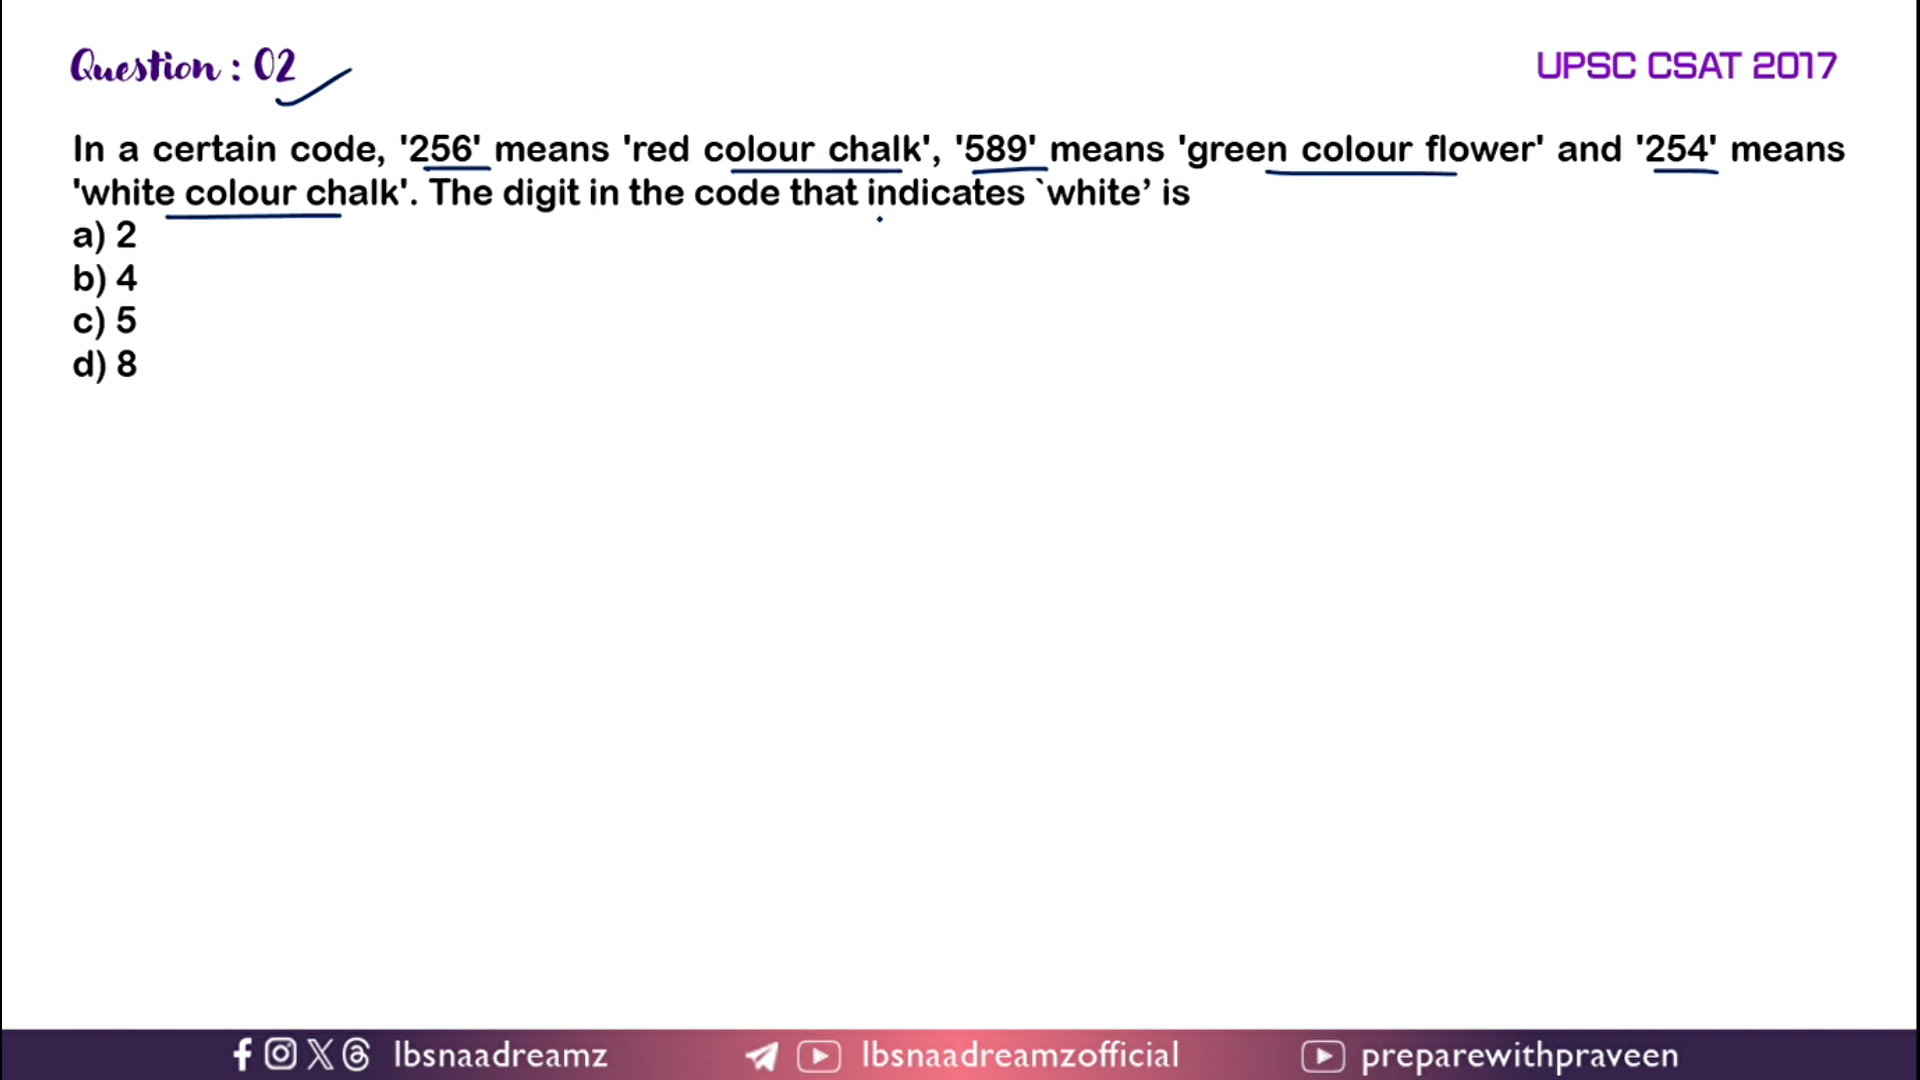 Question : 02
UPSC CSAT 2017
In a certain code, '256' means 'red colour chalk', '589' means 'green colour flower' and '254' means
'white colour chalk'. The digit in the code that indicates `white’ is
a) 2
b) 4
c) 5
d) 8
lbsnaadreamz
lbsnaadreamzofficial
preparewithpraveen